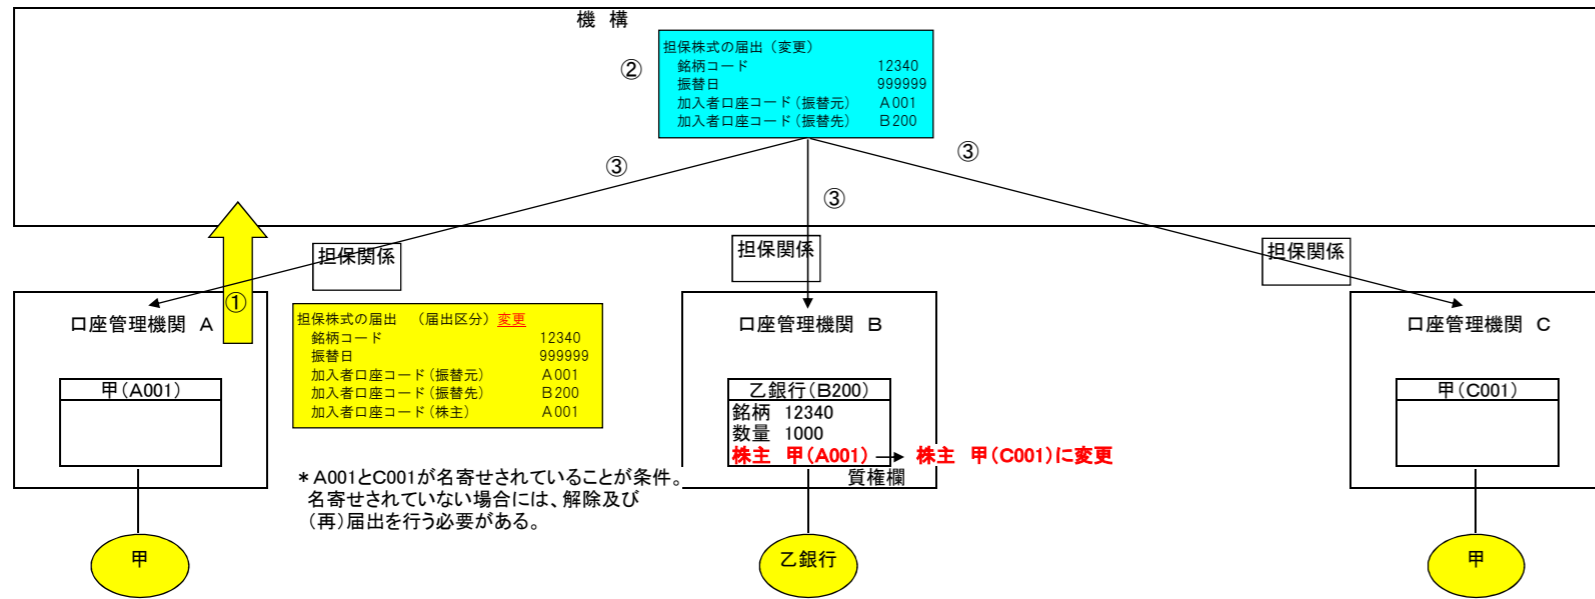 機 構
②
担保株式の届出（変更）
銘柄コード 12340
振替日 999999
加入者口座コード（振替元） A001
加入者口座コード（振替先） B200
③
③
③
担保関係
担保関係
担保関係
①
口座管理機関 A
甲（A001）
担保株式の届出 （届出区分）変更
銘柄コード 12340
振替日 999999
加入者口座コード（振替元） A001
加入者口座コード（振替先） B200
加入者口座コード（株主） A001
口座管理機関 B
乙銀行（B200）
銘柄 12340
数量 1000
株主 甲（A001） → 株主 甲（C001）に変更
質権欄
口座管理機関 C
甲（C001）
＊A001とC001が名寄せされていることが条件。
名寄せされていない場合には、解除及び
（再）届出を行う必要がある。
甲
乙銀行
甲